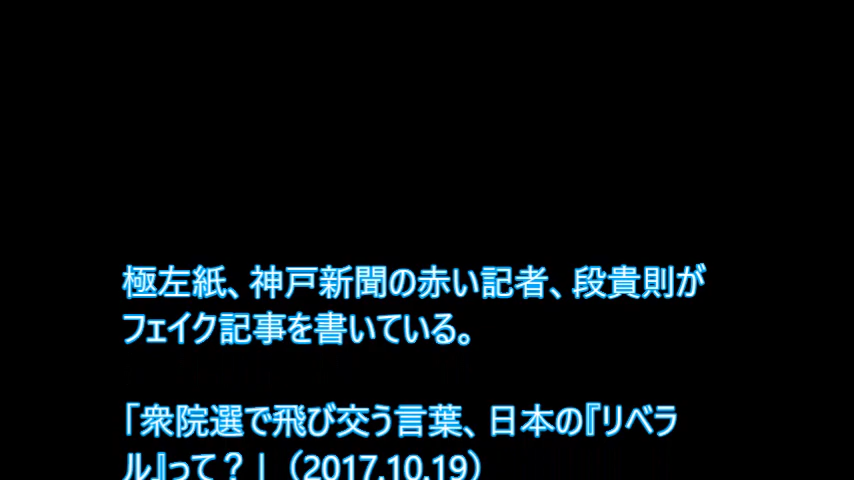 極左紙、神戸新聞の赤い記者、段貴則が
フェイク記事を書いている。
「衆院選で飛び交う言葉、日本の『リベラ
ル』って？」（2017.10.19）